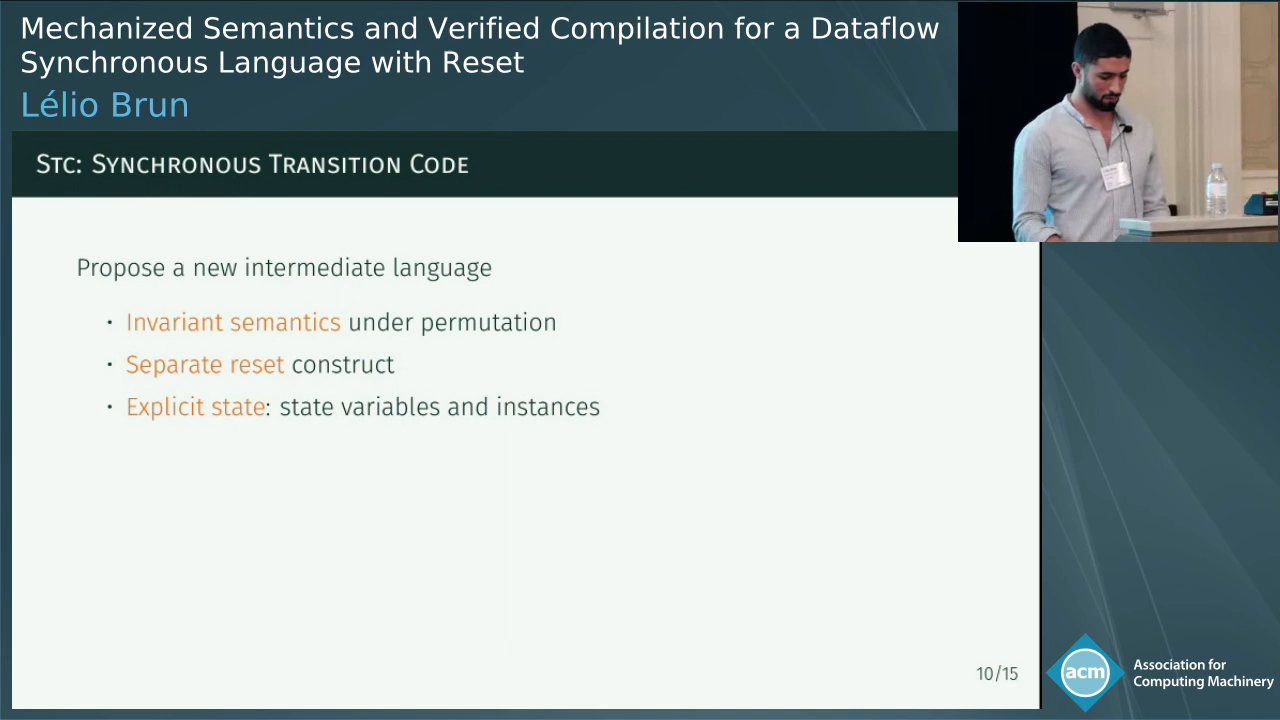 Mechanized Semantics and Verified Compilation for a Dataflow
Synchronous Language with Reset
Lélio Brun
Stc: Synchronous Transition Code
Propose a new intermediate language
· Invariant semantics under permutation
· Separate reset construct
· Explicit state: state variables and instances
10/15
acm
Association for
Computing Machinery